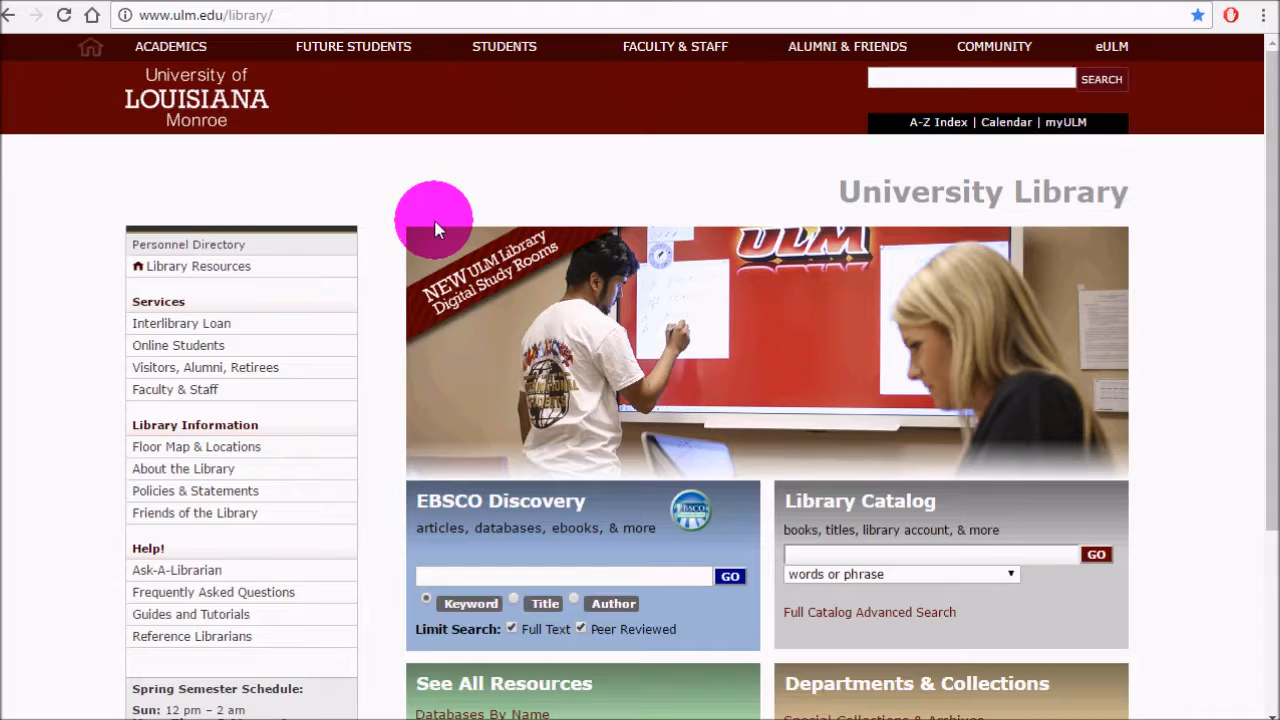 www.ulm.edu/library/
ACADEMICS FUTURE STUDENTS STUDENTS FACULTY & STAFF ALUMNI & FRIENDS COMMUNITY eULM
University of
LOUISIANA
Monroe
SEARCH
A-Z Index | Calendar | myULM
University Library
Personnel Directory
Library Resources
Services
Interlibrary Loan
Online Students
Visitors, Alumni, Retirees
Faculty & Staff
Library Information
Floor Map & Locations
About the Library
Policies & Statements
Friends of the Library
Help!
Ask-A-Librarian
Frequently Asked Questions
Guides and Tutorials
Reference Librarians
Spring Semester Schedule:
Sun: 12 pm – 2 am
NEW ULM Library
Digital Study Rooms
ULM
EBSCO Discovery
EBSCO
articles, databases, ebooks, & more
GO
Keyword Title Author
Limit Search: Full Text Peer Reviewed
Library Catalog
books, titles, library account, & more
GO
words or phrase
Full Catalog Advanced Search
See All Resources
Databases By Name
Departments & Collections
Special Collections & Archives